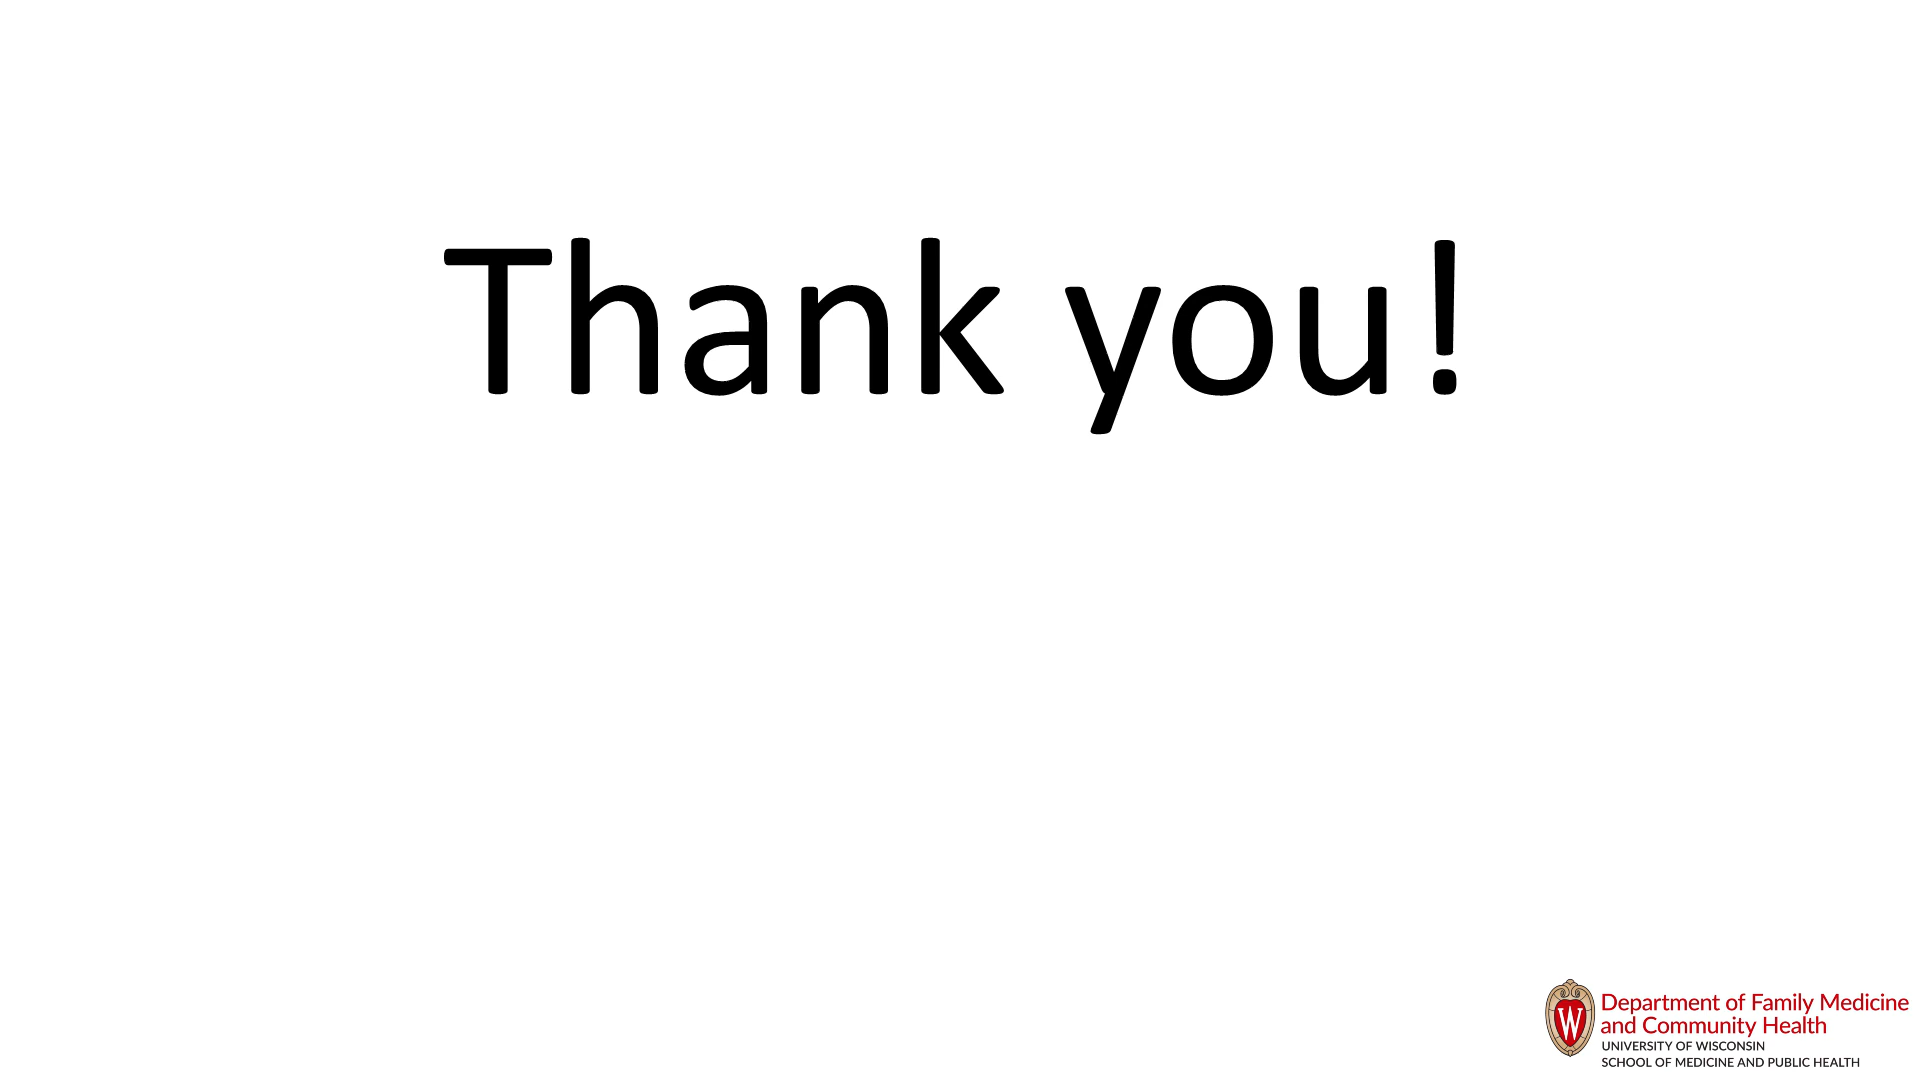 Thank you!
W
Department of Family Medicine
and Community Health
UNIVERSITY OF WISCONSIN
SCHOOL OF MEDICINE AND PUBLIC HEALTH